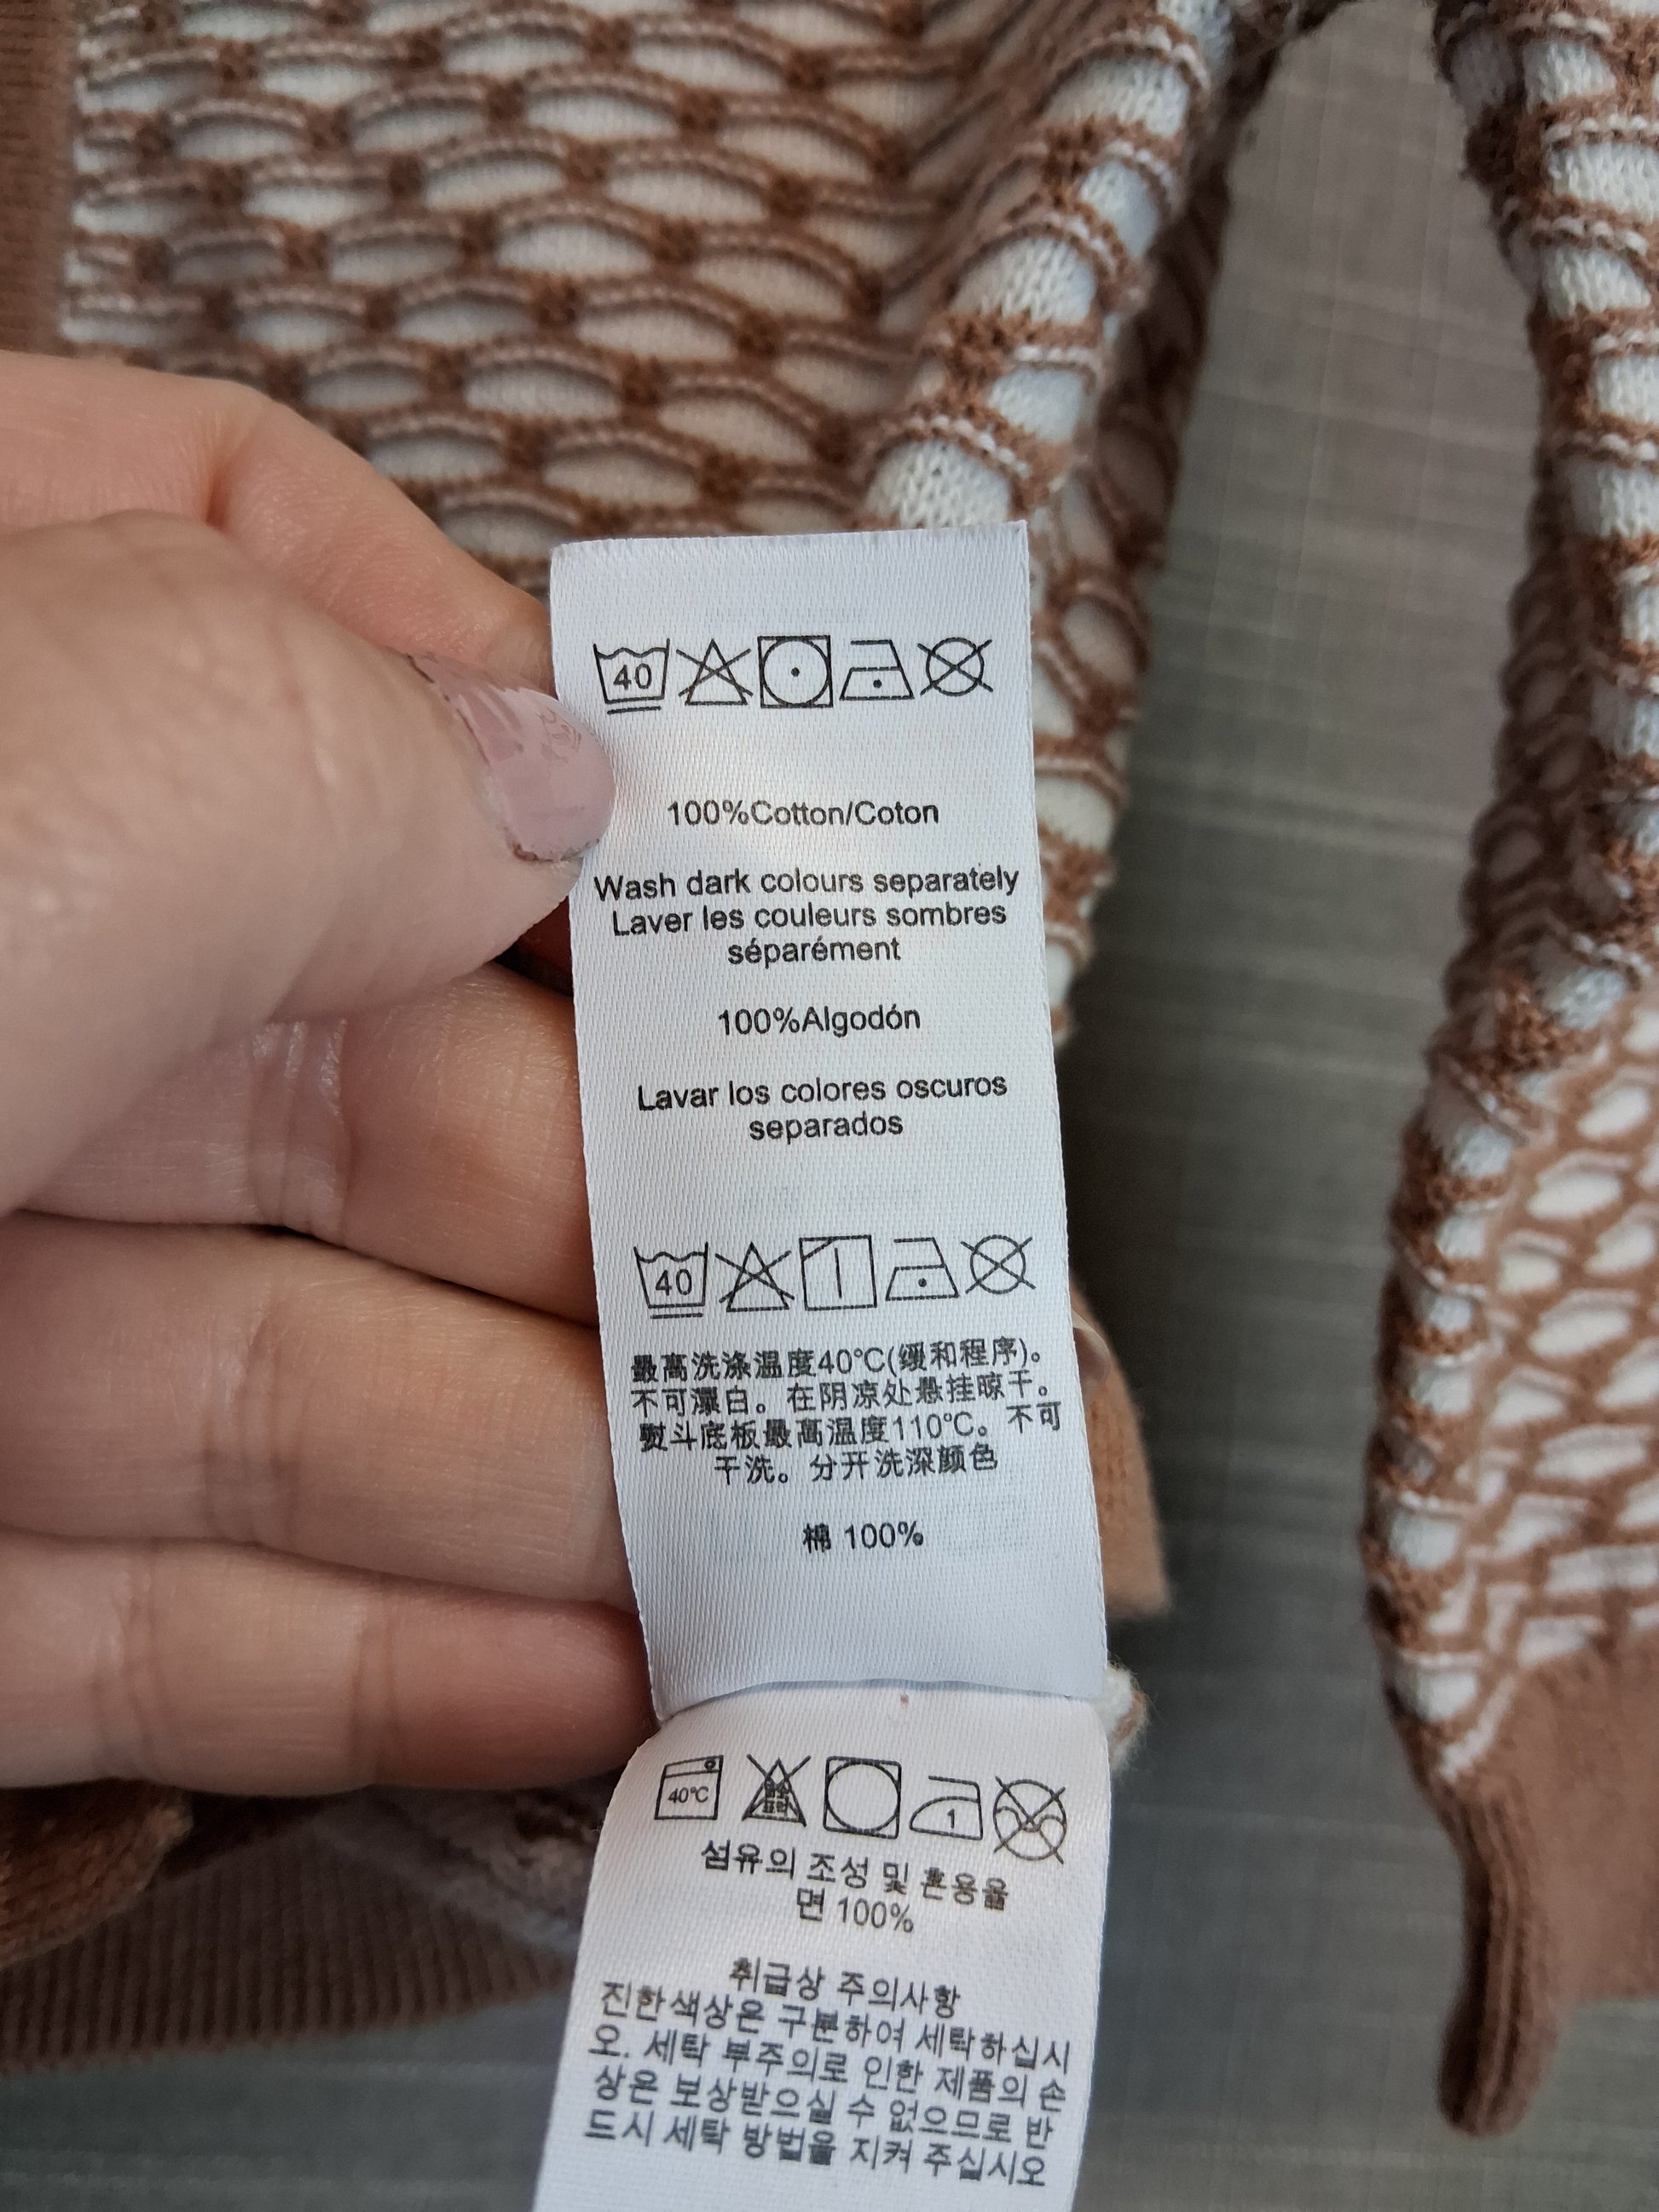 40
100%Cotton/Coton
Wash dark colours separately
Laver les couleurs sombres
séparément
100%Algodón
Lavar los colores oscuros
separados
40
最高洗涤温度40℃(缓和程序)。
不可漂白。在阴凉处悬挂晾干。
熨斗底板最高温度110℃。不可
干洗。分开洗深颜色
棉 100%
40℃ 1
섬유의 조성 및 혼용율
면 100%
취급상 주의사항
진한색상은 구분하여 세탁하십시
오. 세탁 부주의로 인한 제품의 손
상은 보상받으실 수 없으므로 반
드시 세탁 방법을 지켜 주십시오